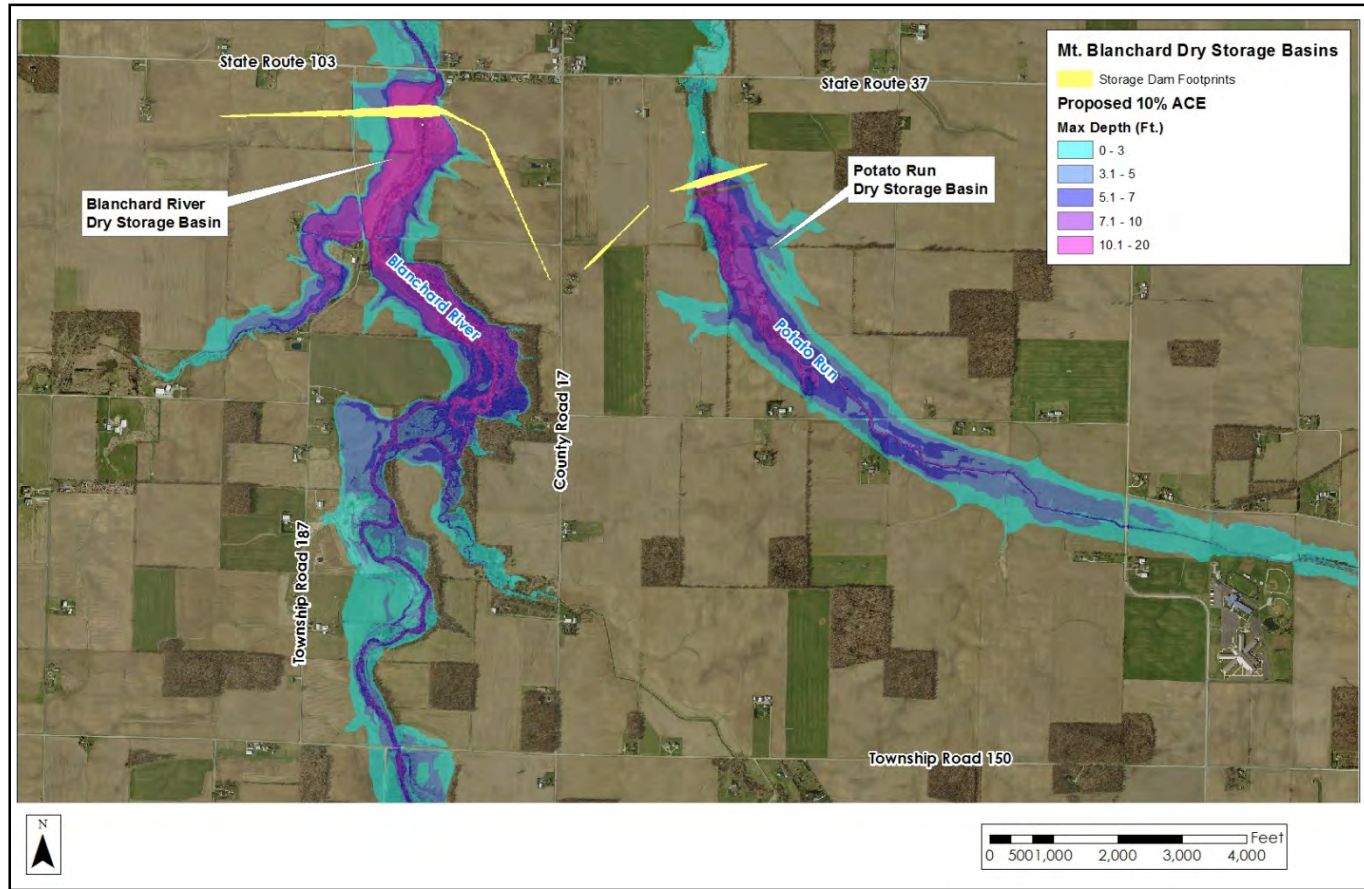 State Route 103
State Route 37
Mt. Blanchard Dry Storage Basins
Storage Dam Footprints
Proposed 10% ACE
Max Depth (Ft.)
0 - 3
3.1 - 5
5.1 - 7
7.1 - 10
10.1 - 20
Blanchard River
Dry Storage Basin
Potato Run
Dry Storage Basin
Blanchard River
Potato Run
County Road 17
Township Road 187
Township Road 150
N
Feet
0 500 1,000 2,000 3,000 4,000